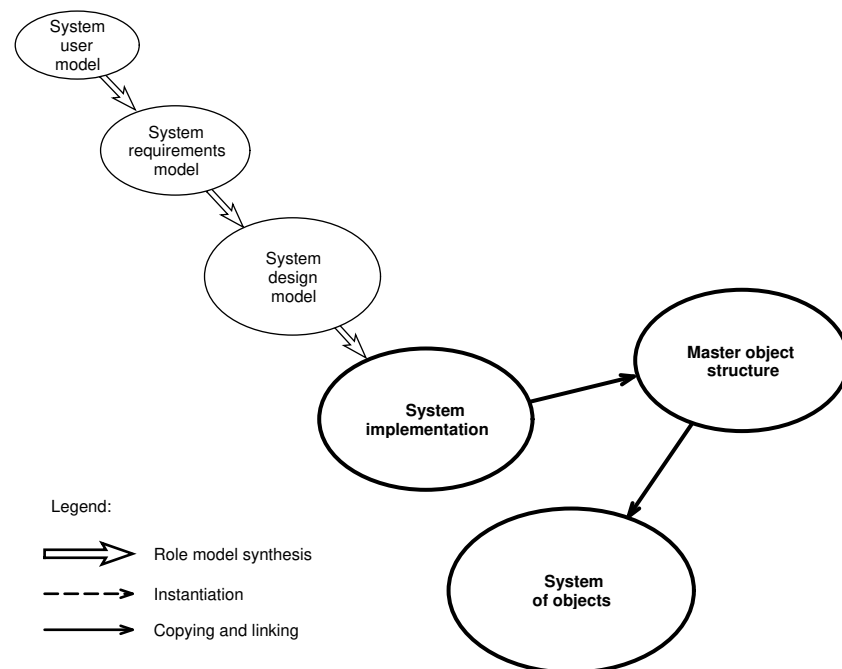 System
user
model
System
requirements
model
System
design
model
Master object
structure
System
implementation
System
of objects
Legend:
Role model synthesis
Instantiation
Copying and linking